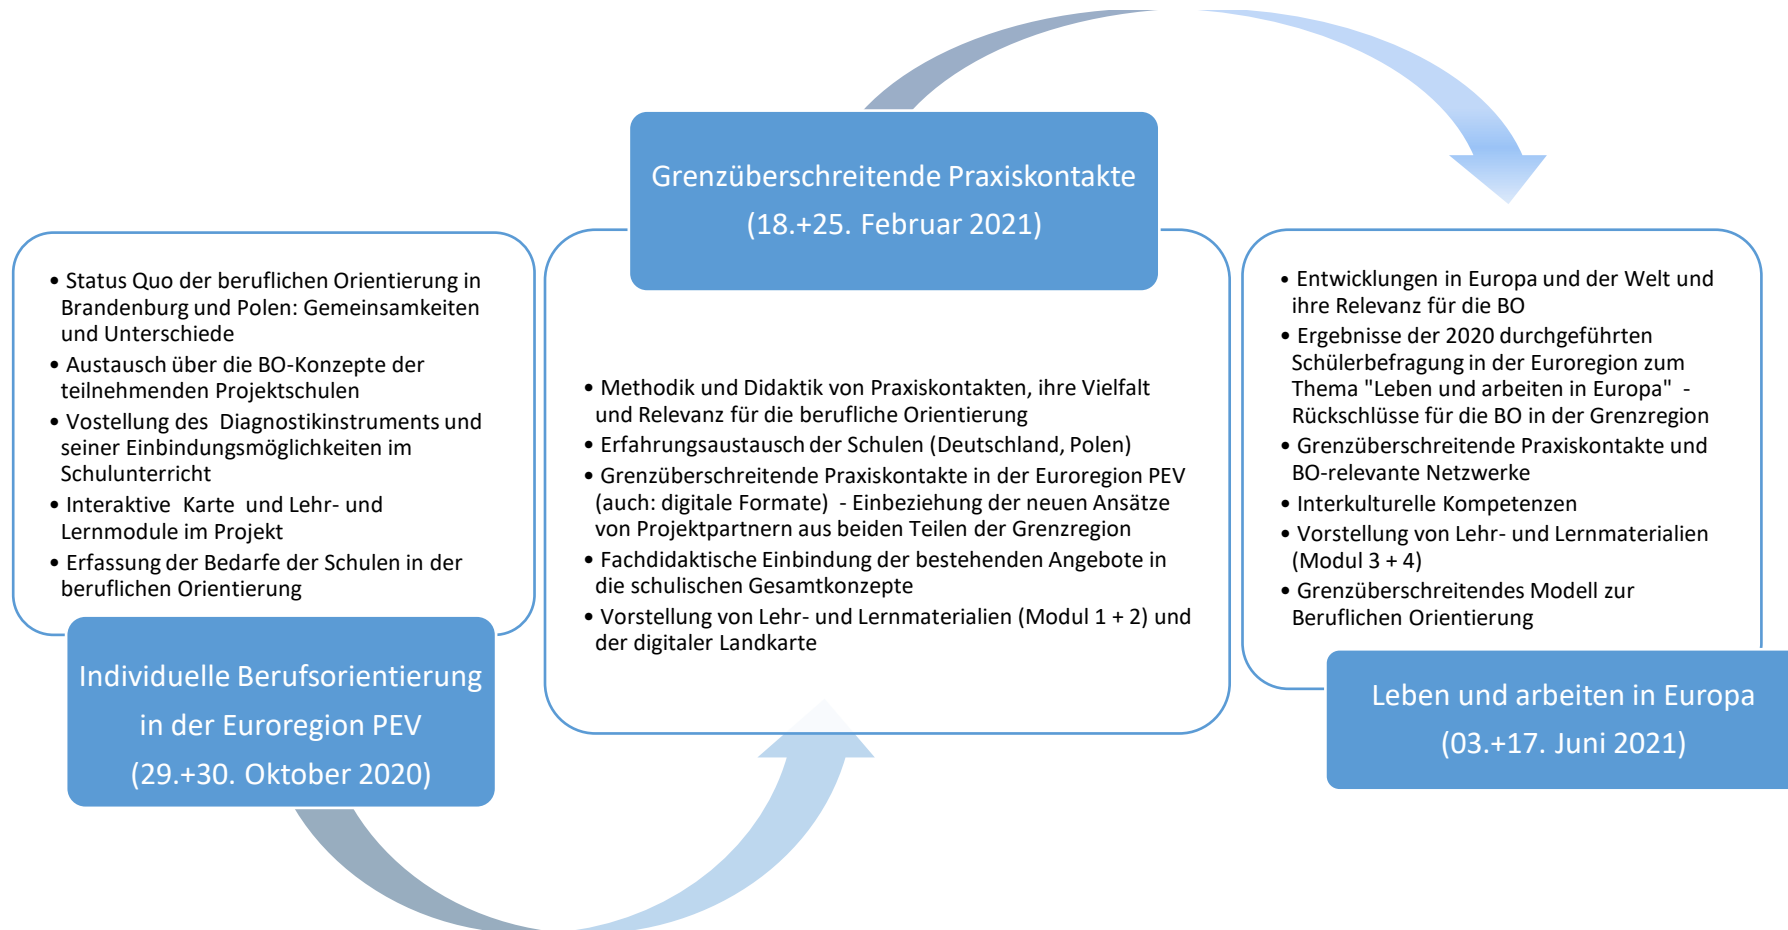 • Status Quo der beruflichen Orientierung in
Brandenburg und Polen: Gemeinsamkeiten
und Unterschiede
• Austausch über die BO-Konzepte der
teilnehmenden Projektschulen
• Vostellung des Diagnostikinstruments und
seiner Einbindungsmöglichkeiten im
Schulunterricht
• Interaktive Karte und Lehr- und
Lernmodule im Projekt
• Erfassung der Bedarfe der Schulen in der
beruflichen Orientierung
Individuelle Berufsorientierung
in der Euroregion PEV
(29.+30. Oktober 2020)
Grenzüberschreitende Praxiskontakte
(18.+25. Februar 2021)
• Methodik und Didaktik von Praxiskontakten, ihre Vielfalt
und Relevanz für die berufliche Orientierung
• Erfahrungsaustausch der Schulen (Deutschland, Polen)
• Grenzüberschreitende Praxiskontakte in der Euroregion PEV
(auch: digitale Formate) - Einbeziehung der neuen Ansätze
von Projektpartnern aus beiden Teilen der Grenzregion
• Fachdidaktische Einbindung der bestehenden Angebote in
die schulischen Gesamtkonzepte
• Vorstellung von Lehr- und Lernmaterialien (Modul 1 + 2) und
der digitaler Landkarte
• Entwicklungen in Europa und der Welt und
ihre Relevanz für die BO
• Ergebnisse der 2020 durchgeführten
Schülerbefragung in der Euroregion zum
Thema "Leben und arbeiten in Europa" -
Rückschlüsse für die BO in der Grenzregion
• Grenzüberschreitende Praxiskontakte und
BO-relevante Netzwerke
• Interkulturelle Kompetenzen
• Vorstellung von Lehr- und Lernmaterialien
(Modul 3 + 4)
• Grenzüberschreitendes Modell zur
Beruflichen Orientierung
Leben und arbeiten in Europa
(03.+17. Juni 2021)